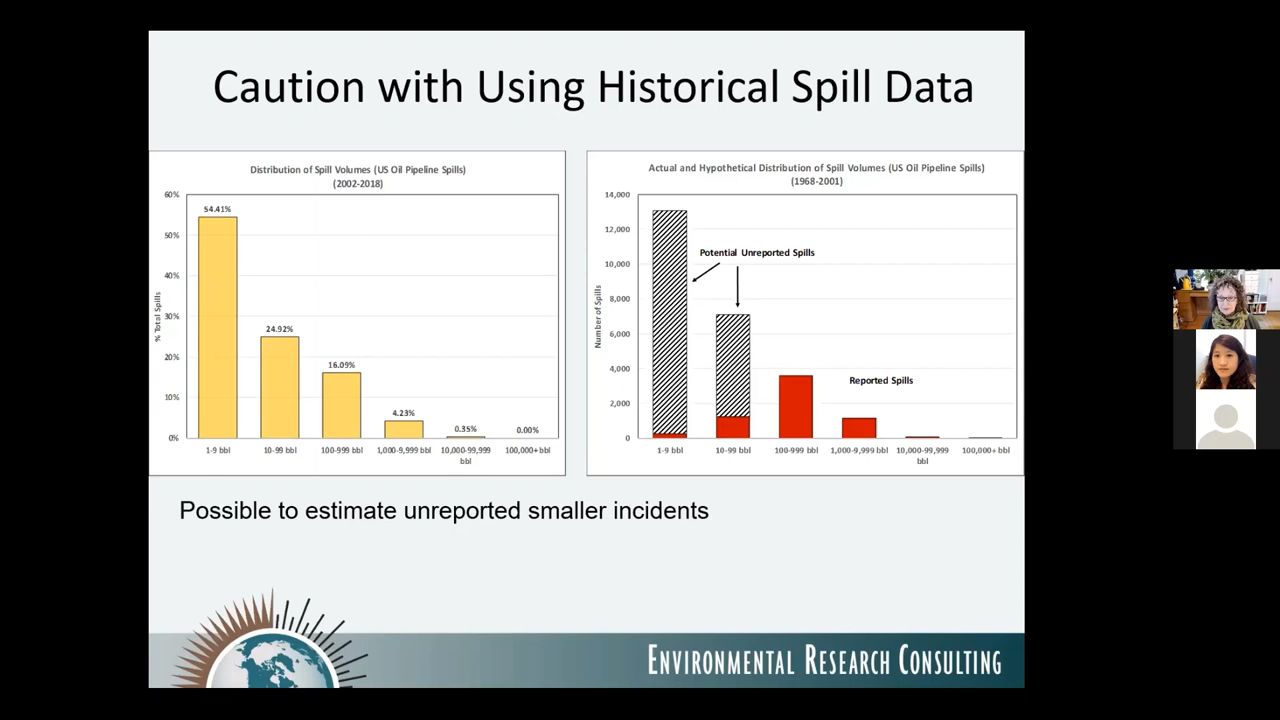 Caution with Using Historical Spill Data
Distribution of Spill Volumes (US Oil Pipeline Spills)
(2002-2018)
% Total Spills
60%
50%
40%
30%
20%
10%
0%
54.41%
24.92%
16.09%
4.23%
0.35%
0.00%
1-9 bbl
10-99 bbl
100-999 bbl
1,000-9,999 bbl
10,000-99,999
bbl
100,000+ bbl
Actual and Hypothetical Distribution of Spill Volumes (US Oil Pipeline Spills)
(1968-2001)
Number of Spills
14,000
12,000
10,000
8,000
6,000
4,000
2,000
0
Potential Unreported Spills
Reported Spills
1-9 bbl
10-99 bbl
100-999 bbl
1,000-9,999 bbl
10,000-99,999
bbl
100,000+ bbl
Possible to estimate unreported smaller incidents
ENVIRONMENTAL RESEARCH CONSULTING